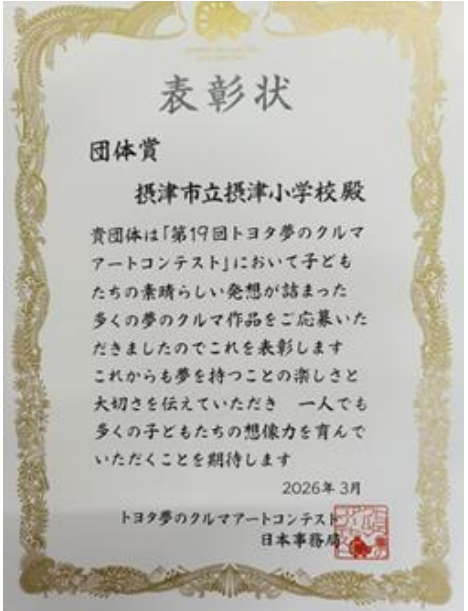 表彰状
団体賞
摂津市立摂津小学校殿
貴団体は「第19回トヨタ夢のクルマ
アートコンテスト」において子ども
たちの素晴らしい発想が詰まった
多くの夢のクルマ作品をご応募いた
だきましたのでこれを表彰します
これからも夢を持つことの楽しさと
大切さを伝えていただき 一人でも
多くの子どもたちの想像力を育んで
いただくことを期待します
2026年3月
トヨタ夢のクルマアートコンテスト
日本事務局